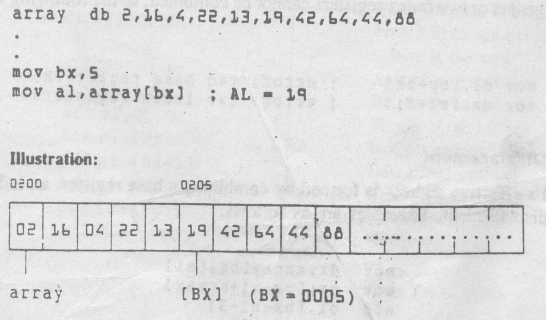 array db 2,16,4,22,13,19,42,64,44,88
.
.
mov bx,5
mov al,array[bx] ; AL = 19
Illustration:
0200 0205
02 16 04 22 13 19 42 64 44 88 . . . . . . . . . . . . . . .
array [BX] (BX = 0005)